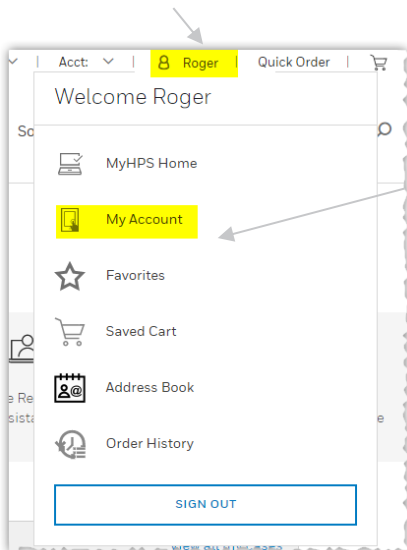 Acct: | Roger | Quick Order |
Welcome Roger
MyHPS Home
My Account
Favorites
Saved Cart
Address Book
Order History
SIGN OUT